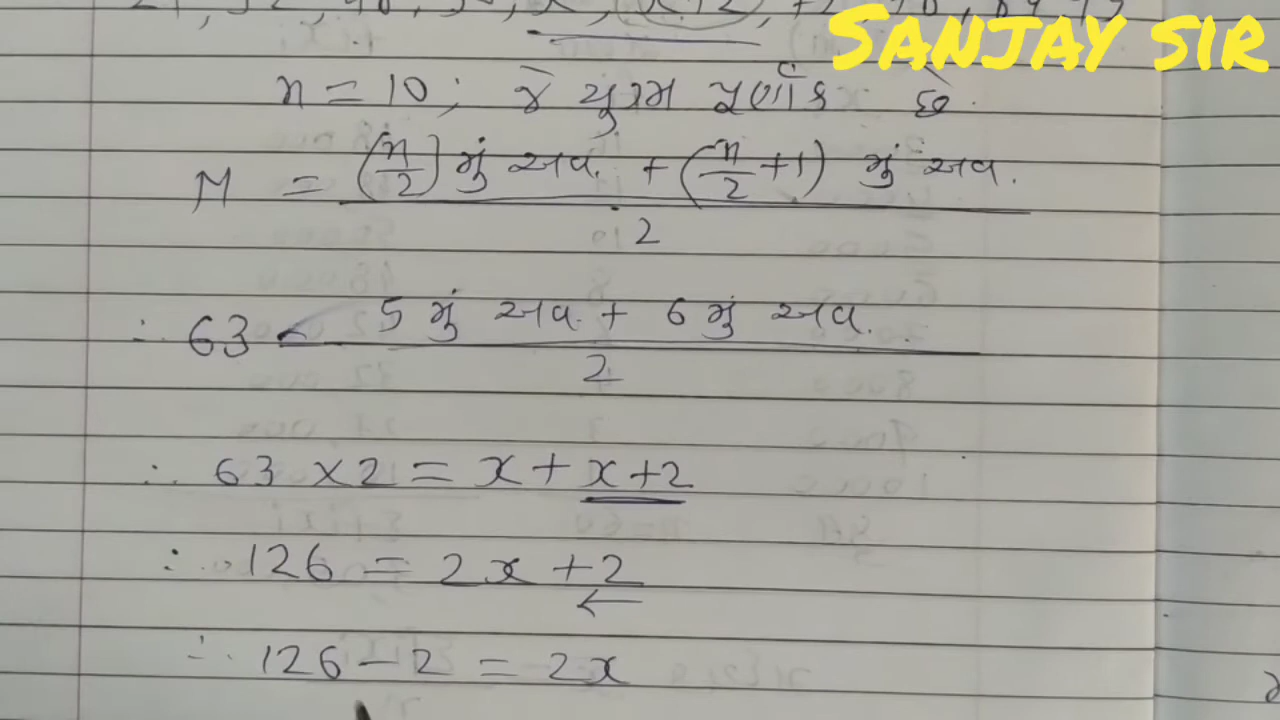 SANJAY SIR
n = 10 ; જે યુગ્મ પૂર્ણાંક છે.
M = (n/2) મું અવ. + (n/2 + 1) મું અવ. / 2
∴ 63 = 5 મું અવ. + 6 મું અવ. / 2
∴ 63 × 2 = x + x + 2
∴ 126 = 2x + 2
∴ 126 − 2 = 2x